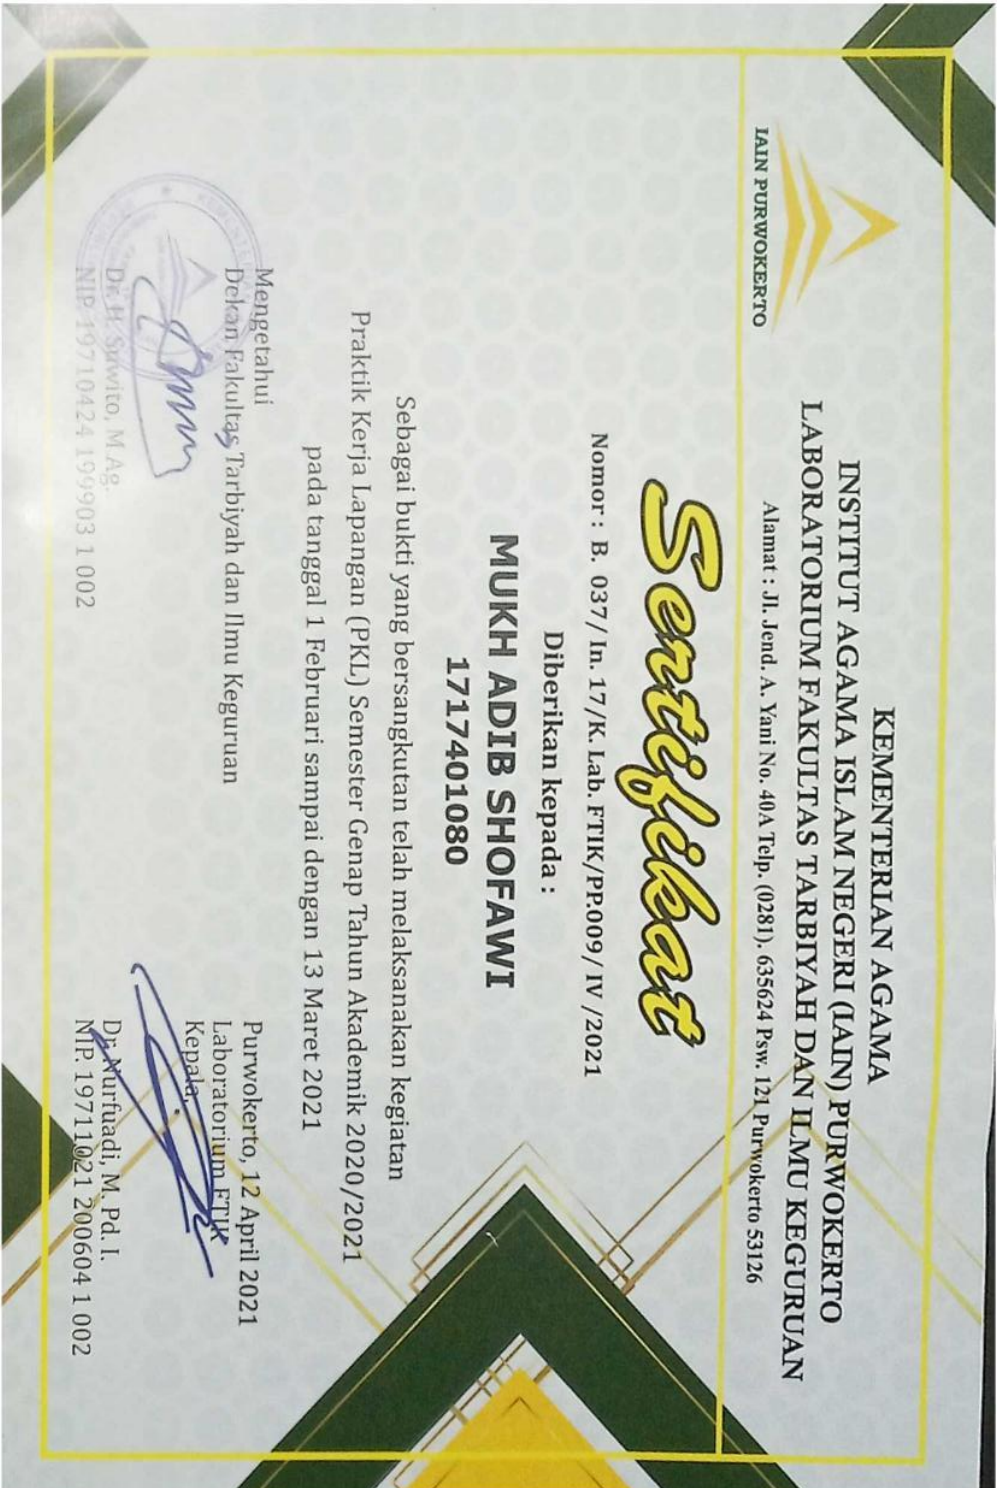 IAIN PURWOKERTO
KEMENTERIAN AGAMA
INSTITUT AGAMA ISLAM NEGERI (IAIN) PURWOKERTO
LABORATORIUM FAKULTAS TARBIYAH DAN ILMU KEGURUAN
Alamat : Jl. Jend. A. Yani No. 40A Telp. (0281). 635624 Psw. 121 Purwokerto 53126
Sertifikat
Nomor : B. 037/ In. 17/K. Lab. FTIK/PP.009/ IV /2021
Diberikan kepada :
MUKH ADIB SHOFAWI
1717401080
Sebagai bukti yang bersangkutan telah melaksanakan kegiatan
Praktik Kerja Lapangan (PKL) Semester Genap Tahun Akademik 2020/2021
pada tanggal 1 Februari sampai dengan 13 Maret 2021
Mengetahui
Dekan Fakultas Tarbiyah dan Ilmu Keguruan
Dr. H. Suwito, M.Ag.
NIP. 19710424 199903 1 002
Purwokerto, 12 April 2021
Laboratorium FTIK
Kepala,
Dr. Nurfuadi, M. Pd. I.
NIP. 19711021 200604 1 002